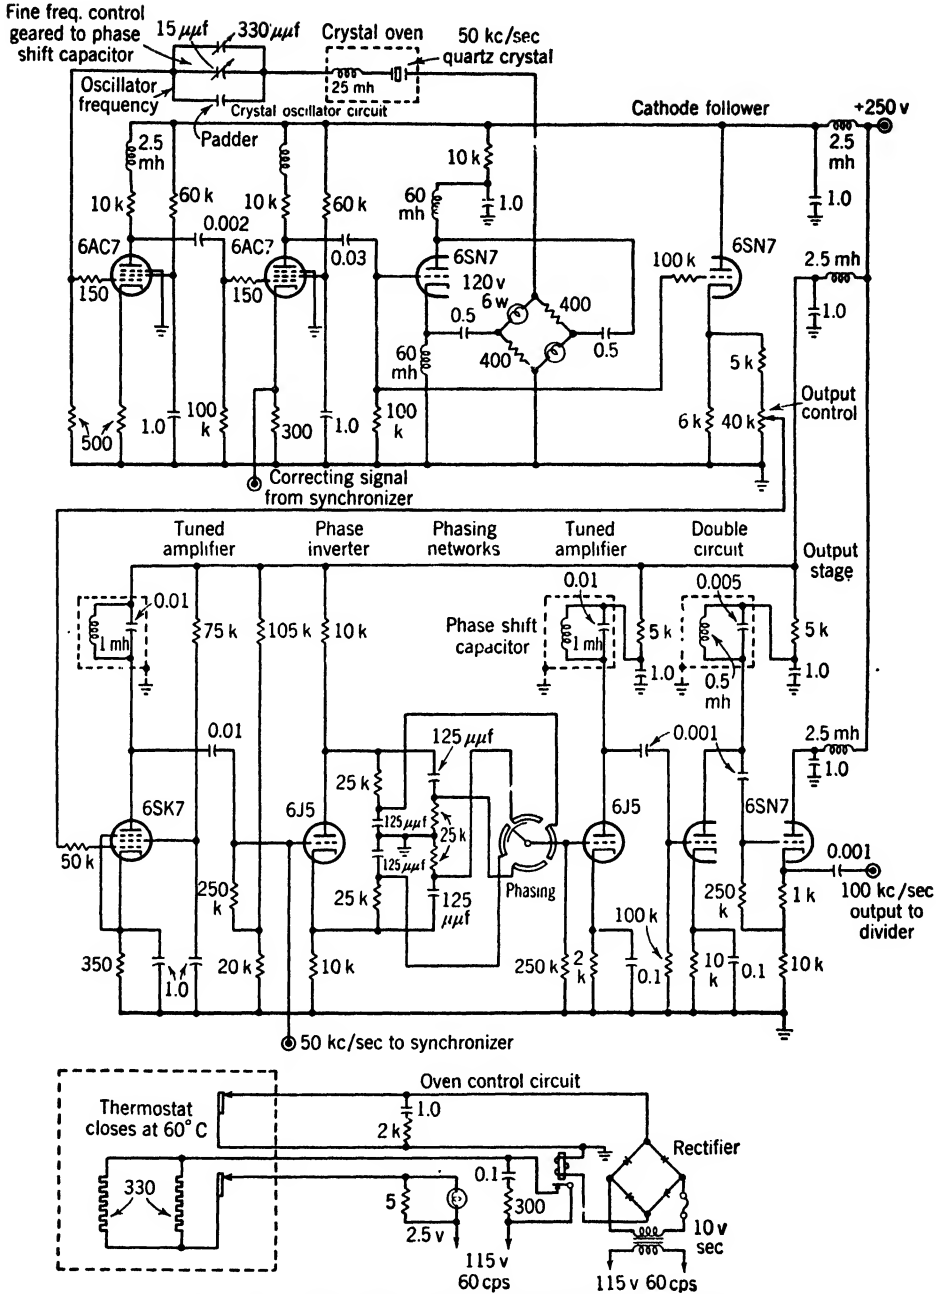 Fine freq. control
geared to phase
shift capacitor
15 μμf
330 μμf
Crystal oven
50 kc/sec
quartz crystal
Oscillator
frequency
25 mh
Crystal oscillator circuit
Padder
Cathode follower
+250 v
2.5
mh
10 k
60 k
0.002
10 k
60 k
0.03
10 k
60
mh
1.0
2.5
mh
1.0
6AC7
6AC7
6SN7
6SN7
150
150
120 v
6 w
400
0.5
400
0.5
100 k
2.5 mh
1.0
60
mh
5 k
Output
control
500
1.0
100
k
300
1.0
100
k
6 k
40 k
Correcting signal
from synchronizer
Tuned
amplifier
Phase
inverter
Phasing
networks
Tuned
amplifier
Double
circuit
Output
stage
0.01
1 mh
75 k
105 k
10 k
Phase shift
capacitor
0.01
1 mh
5 k
1.0
0.005
0.5
mh
5 k
1.0
0.01
125 μμf
0.001
2.5 mh
1.0
25 k
6SK7
6J5
125 μμf
25 k
125 μμf
6J5
6SN7
50 k
Phasing
0.001
250
k
25 k
125
μμf
100 k
250
k
1 k
100 kc/sec
output to
divider
350
1.0
20 k
10 k
250 k
2
k
0.1
10
k
0.1
10 k
50 kc/sec to synchronizer
Oven control circuit
Thermostat
closes at 60°C
1.0
2 k
Rectifier
330
0.1
5
300
2.5 v
10 v
sec
115 v
60 cps
115 v 60 cps